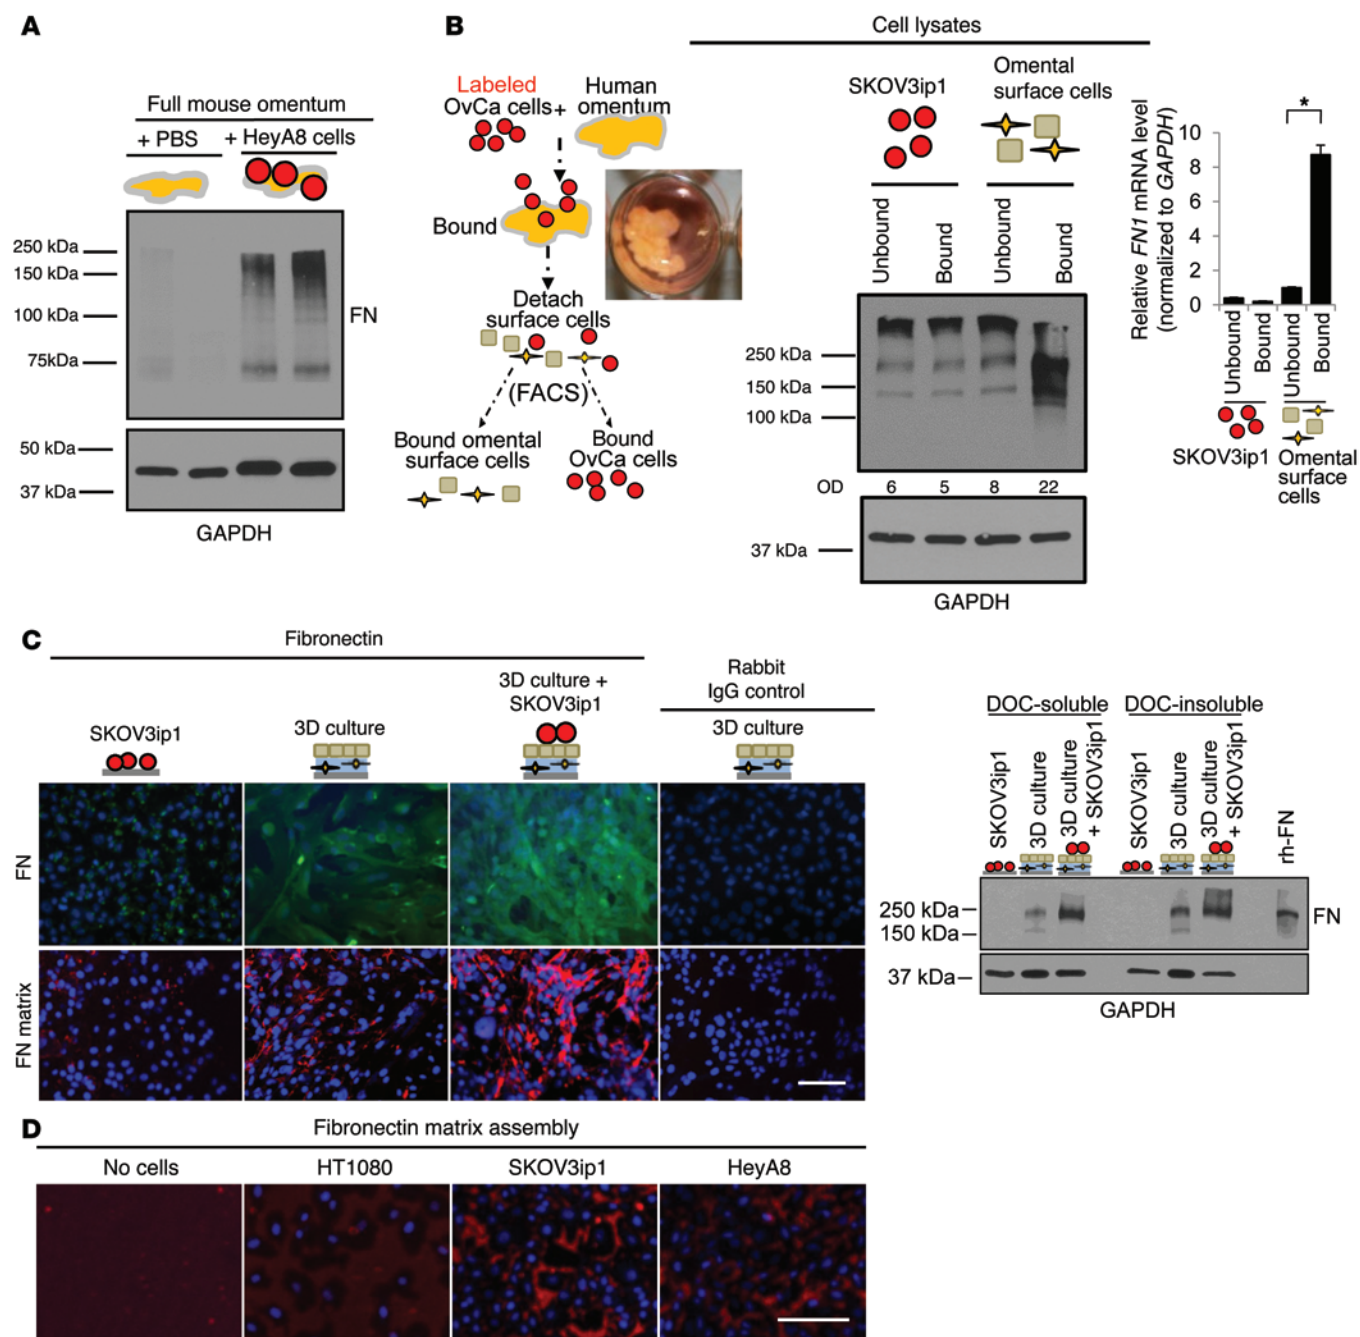 A
Full mouse omentum
+ PBS
+ HeyA8 cells
250 kDa
150 kDa
100 kDa
75kDa
FN
50 kDa
37 kDa
GAPDH
B
Labeled
OvCa cells+
Human
omentum
Bound
Detach
surface cells
(FACS)
Bound omental
surface cells
Bound
OvCa cells
Cell lysates
SKOV3ip1
Omental
surface cells
Unbound
Bound
Unbound
Bound
250 kDa
150 kDa
100 kDa
OD 6 5 8 22
37 kDa
GAPDH
Relative FN1 mRNA level
(normalized to GAPDH)
*
10
8
6
4
2
0
Unbound
Bound
Unbound
Bound
SKOV3ip1
Omental
surface
cells
C
Fibronectin
SKOV3ip1
3D culture
3D culture +
SKOV3ip1
Rabbit
IgG control
3D culture
FN
FN matrix
DOC-soluble
DOC-insoluble
SKOV3ip1
3D culture
3D culture
+ SKOV3ip1
SKOV3ip1
3D culture
3D culture
+ SKOV3ip1
rh-FN
250 kDa
150 kDa
FN
37 kDa
GAPDH
D
Fibronectin matrix assembly
No cells
HT1080
SKOV3ip1
HeyA8